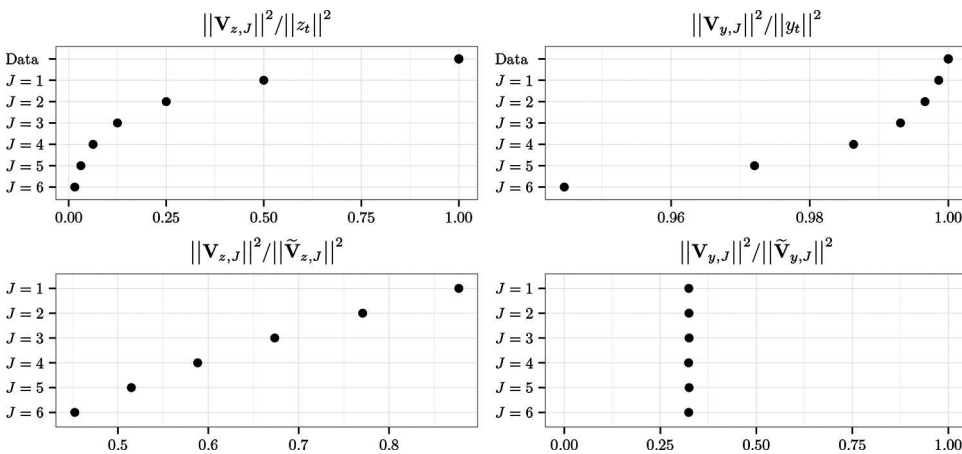 ||V_{z,J}||²/||z_t||²
Data
J = 1
J = 2
J = 3
J = 4
J = 5
J = 6
0.00 0.25 0.50 0.75 1.00
||V_{y,J}||²/||y_t||²
Data
J = 1
J = 2
J = 3
J = 4
J = 5
J = 6
0.96 0.98 1.00
||V_{z,J}||²/||Ṽ_{z,J}||²
J = 1
J = 2
J = 3
J = 4
J = 5
J = 6
0.5 0.6 0.7 0.8
||V_{y,J}||²/||Ṽ_{y,J}||²
J = 1
J = 2
J = 3
J = 4
J = 5
J = 6
0.00 0.25 0.50 0.75 1.00